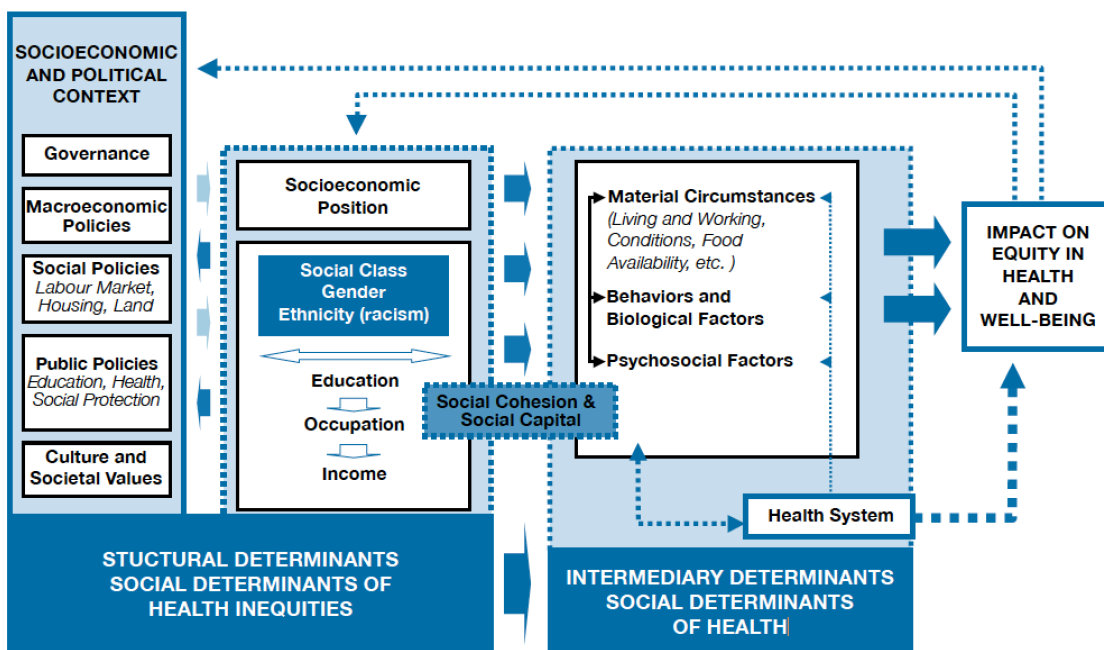 SOCIOECONOMIC
AND POLITICAL
CONTEXT
Governance
Macroeconomic
Policies
Social Policies
Labour Market,
Housing, Land
Public Policies
Education, Health,
Social Protection
Culture and
Societal Values
Socioeconomic
Position
Social Class
Gender
Ethnicity (racism)
Education
Occupation
Income
Social Cohesion &
Social Capital
Material Circumstances
(Living and Working,
Conditions, Food
Availability, etc. )
Behaviors and
Biological Factors
Psychosocial Factors
Health System
IMPACT ON
EQUITY IN
HEALTH
AND
WELL-BEING
STUCTURAL DETERMINANTS
SOCIAL DETERMINANTS OF
HEALTH INEQUITIES
INTERMEDIARY DETERMINANTS
SOCIAL DETERMINANTS
OF HEALTH